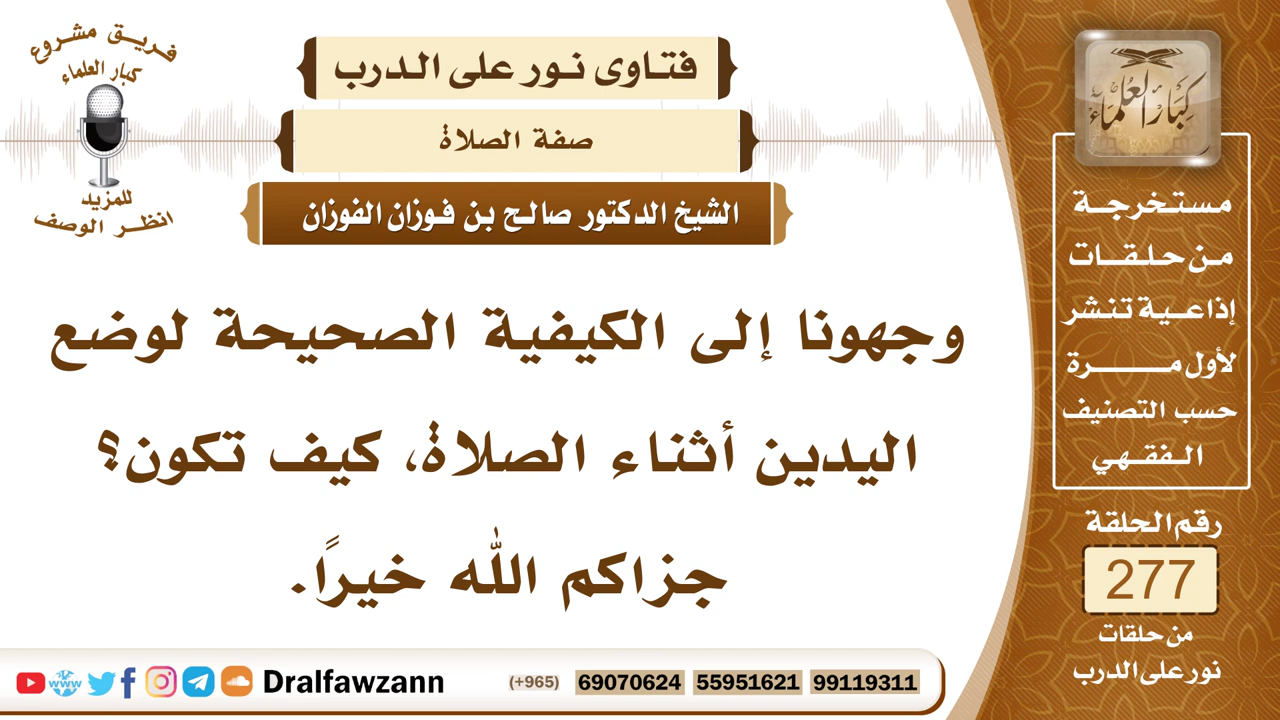 فريق مشروع
كبار العلماء
للمزيد
انظر الوصف
فتاوى نور على الدرب
صفة الصلاة
الشيخ الدكتور صالح بن فوزان الفوزان
وجهونا إلى الكيفية الصحيحة لوضع
اليدين أثناء الصلاة، كيف تكون؟
جزاكم الله خيرًا.
كبار العلماء
مستخرجة
من حلقات
إذاعية تنشر
لأول مرة
حسب التصنيف
الفقهي
رقم الحلقة
277
من حلقات
نور على الدرب
www Dralfawzann (+965) 69070624 55951621 99119311